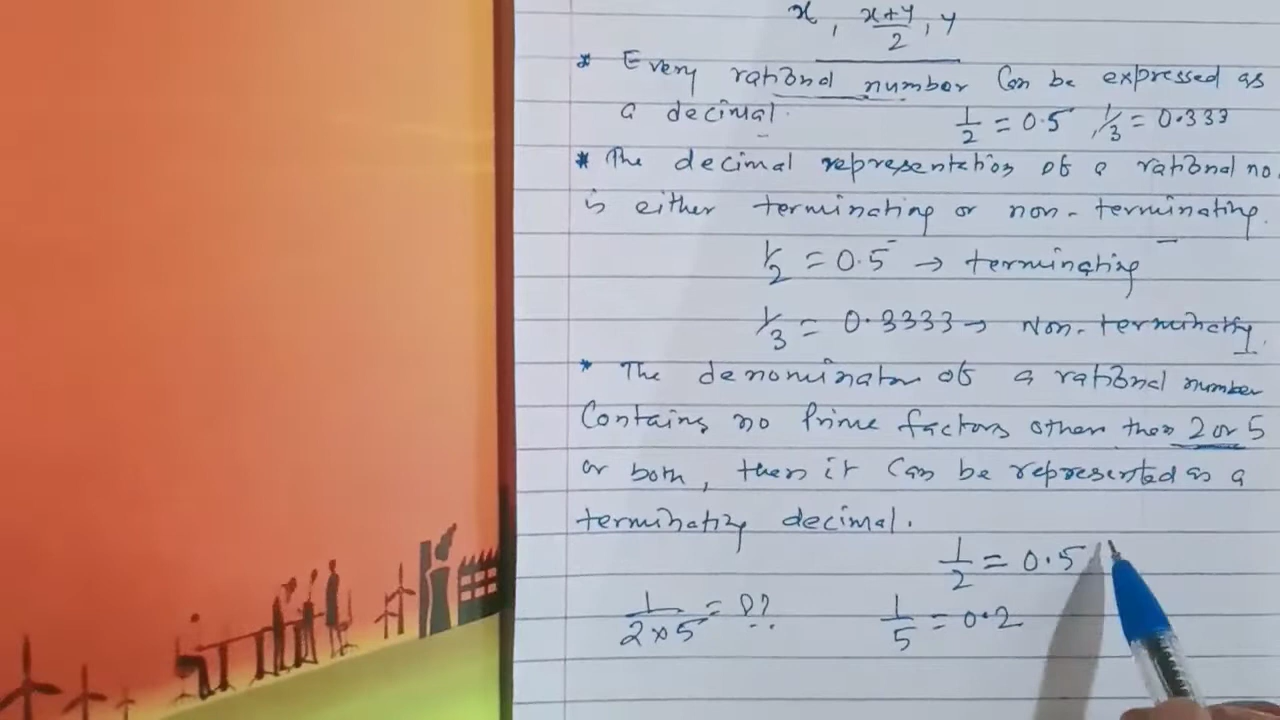 x, x+y/2, y
* Every rational number Can be expressed as
a decimal. 1/2 = 0.5, 1/3 = 0.333
* The decimal representation of a rational no.
is either terminating or non-terminating.
1/2 = 0.5 → terminating
1/3 = 0.3333 → Non-terminating.
* The denominator of a rational number
Contains no Prime factors other then 2 or 5
or both, then it Can be represented as a
terminating decimal.
1/2 = 0.5
1/2×5 = ?? 1/5 = 0.2